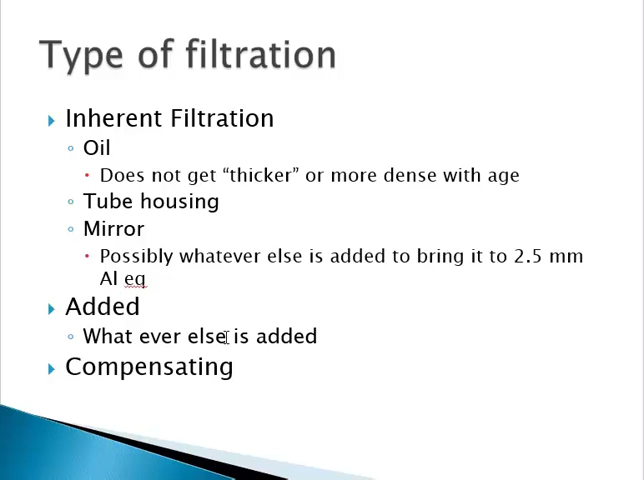 Type of filtration
Inherent Filtration
Oil
Does not get “thicker” or more dense with age
Tube housing
Mirror
Possibly whatever else is added to bring it to 2.5 mm
Al eq
Added
What ever else is added
Compensating